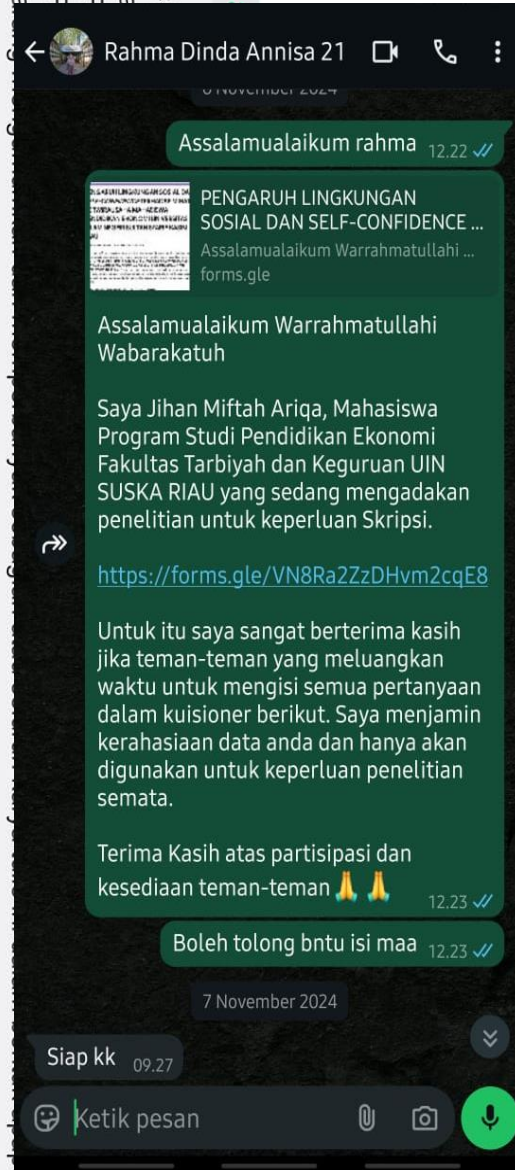 Rahma Dinda Annisa 21
6 November 2024
Assalamualaikum rahma 12.22
PENGARUH LINGKUNGAN
SOSIAL DAN SELF-CONFIDENCE ...
Assalamualaikum Warrahmatullahi ...
forms.gle
Assalamualaikum Warrahmatullahi
Wabarakatuh
Saya Jihan Miftah Ariqa, Mahasiswa
Program Studi Pendidikan Ekonomi
Fakultas Tarbiyah dan Keguruan UIN
SUSKA RIAU yang sedang mengadakan
penelitian untuk keperluan Skripsi.
https://forms.gle/VN8Ra2ZzDHvm2cqE8
Untuk itu saya sangat berterima kasih
jika teman-teman yang meluangkan
waktu untuk mengisi semua pertanyaan
dalam kuisioner berikut. Saya menjamin
kerahasiaan data anda dan hanya akan
digunakan untuk keperluan penelitian
semata.
Terima Kasih atas partisipasi dan
kesediaan teman-teman🙏🙏
12.23
Boleh tolong bntu isi maa 12.23
7 November 2024
Siap kk 09.27
Ketik pesan